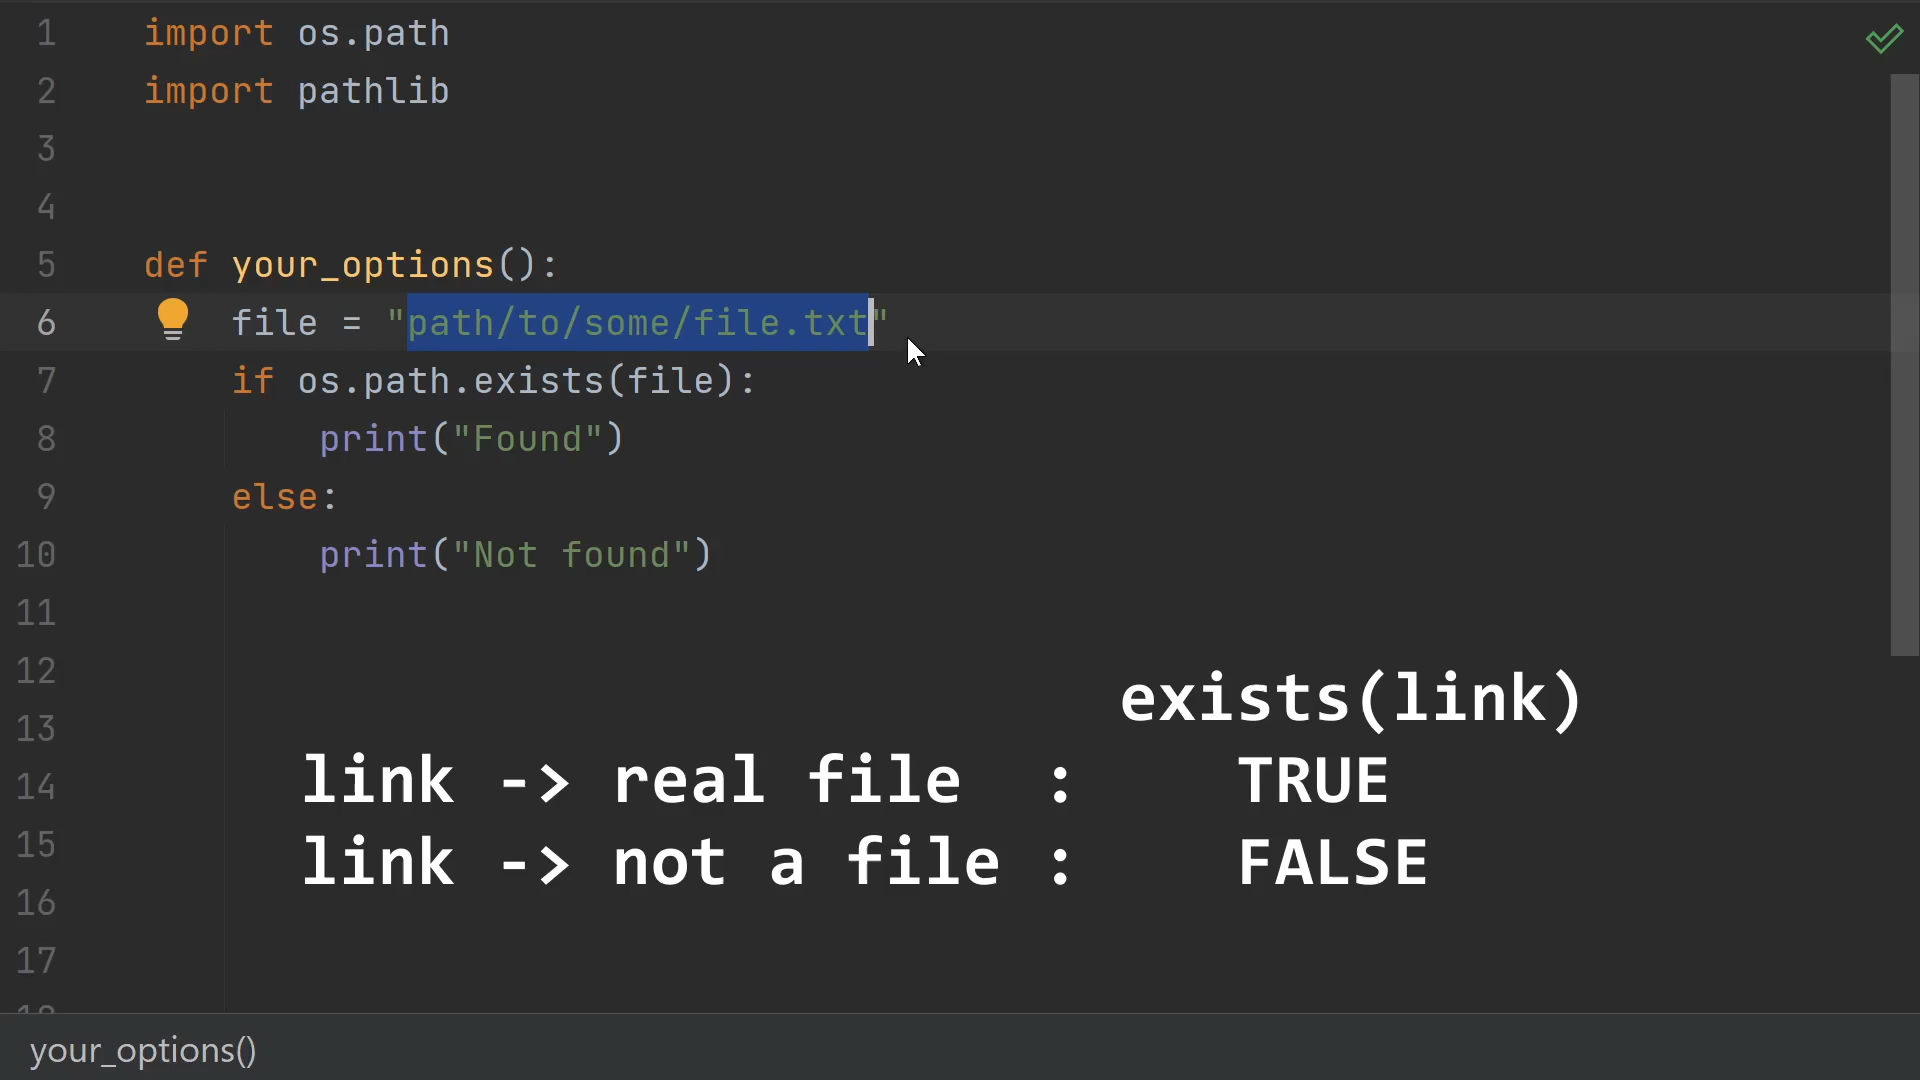 1 import os.path
2 import pathlib
3
4
5 def your_options():
6 file = "path/to/some/file.txt"
7 if os.path.exists(file):
8 print("Found")
9 else:
10 print("Not found")
11
12
exists(link)
13
14 link -> real file : TRUE
15 link -> not a file : FALSE
16
17
18
your_options()